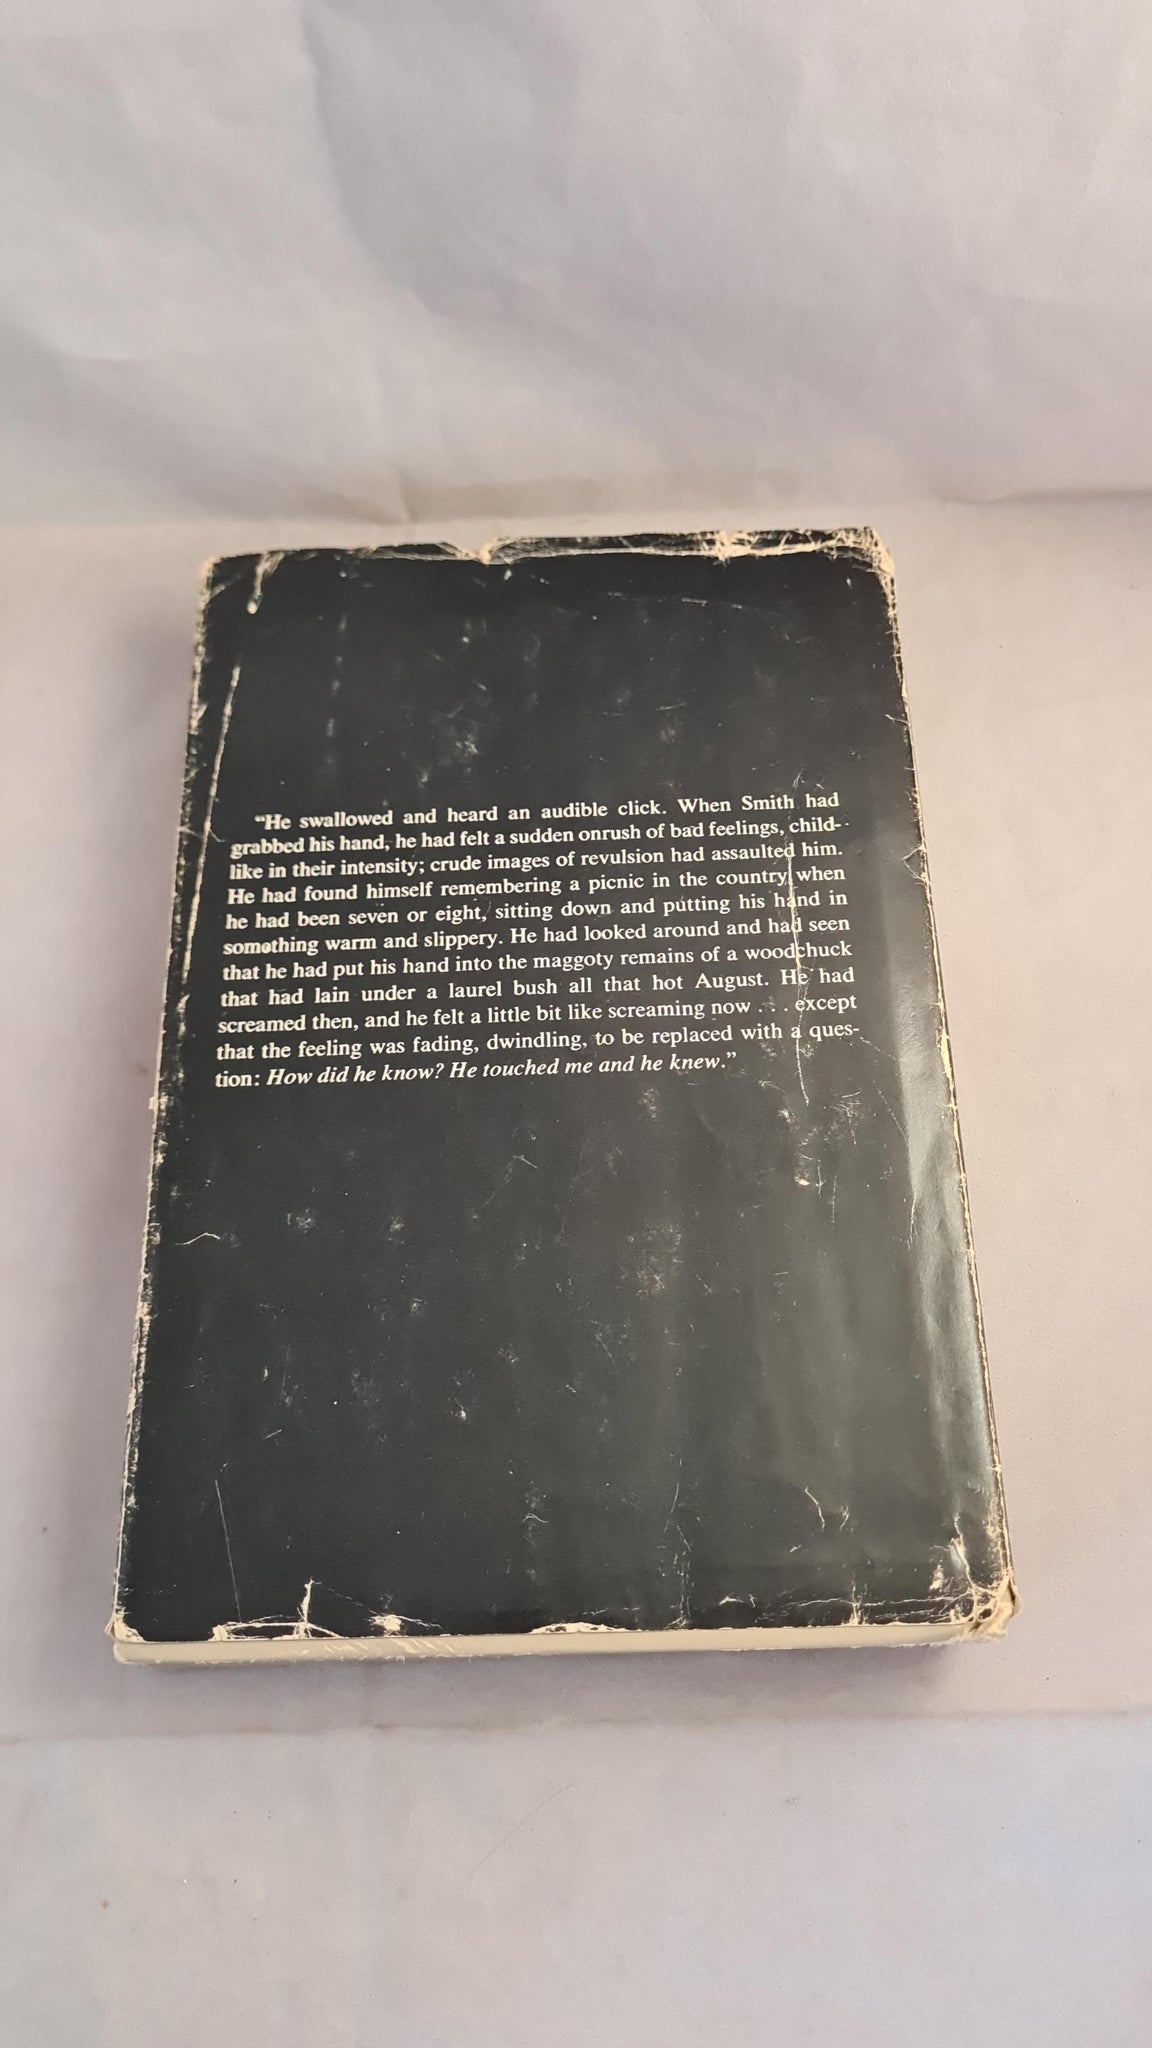 “He swallowed and heard an audible click. When Smith had
grabbed his hand, he had felt a sudden onrush of bad feelings, child-
like in their intensity; crude images of revulsion had assaulted him.
He had found himself remembering a picnic in the country when
he had been seven or eight, sitting down and putting his hand in
something warm and slippery. He had looked around and had seen
that he had put his hand into the maggoty remains of a woodchuck
that had lain under a laurel bush all that hot August. He had
screamed then, and he felt a little bit like screaming now . . . except
that the feeling was fading, dwindling, to be replaced with a ques-
tion: How did he know? He touched me and he knew.”